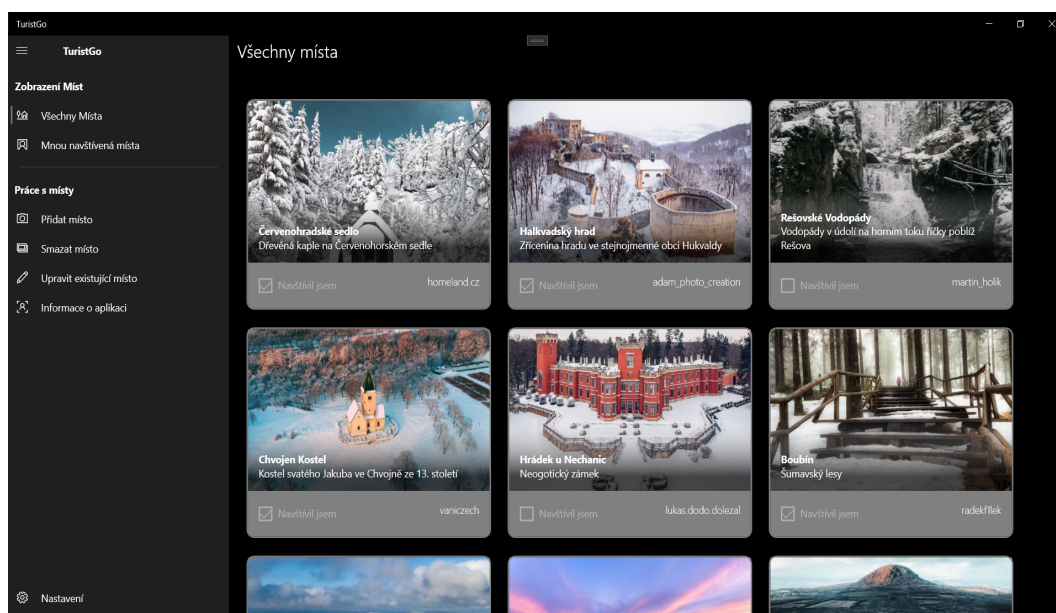 TuristGo
TuristGo
Zobrazení Míst
Všechny Místa
Mnou navštívená místa
Práce s místy
Přidat místo
Smazat místo
Upravit existující místo
Informace o aplikaci
Nastavení
Všechny místa
Červenohradské sedlo
Dřevěná kaple na Červenohorském sedle
Navštívil jsem
homeland.cz
Halkvadský hrad
Zřícenina hradu ve stejnojmenné obci Hukvaldy
Navštívil jsem
adam_photo_creation
Rešovské Vodopády
Vodopády v údolí na horním toku říčky poblíž
Rešova
Navštívil jsem
martin_holik
Chvojen Kostel
Kostel svatého Jakuba ve Chvojně ze 13. století
Navštívil jsem
vaniczech
Hrádek u Nechanic
Neogotický zámek
Navštívil jsem
lukas.dodo.dolezal
Boubín
Šumavský lesy
Navštívil jsem
radekf1lek